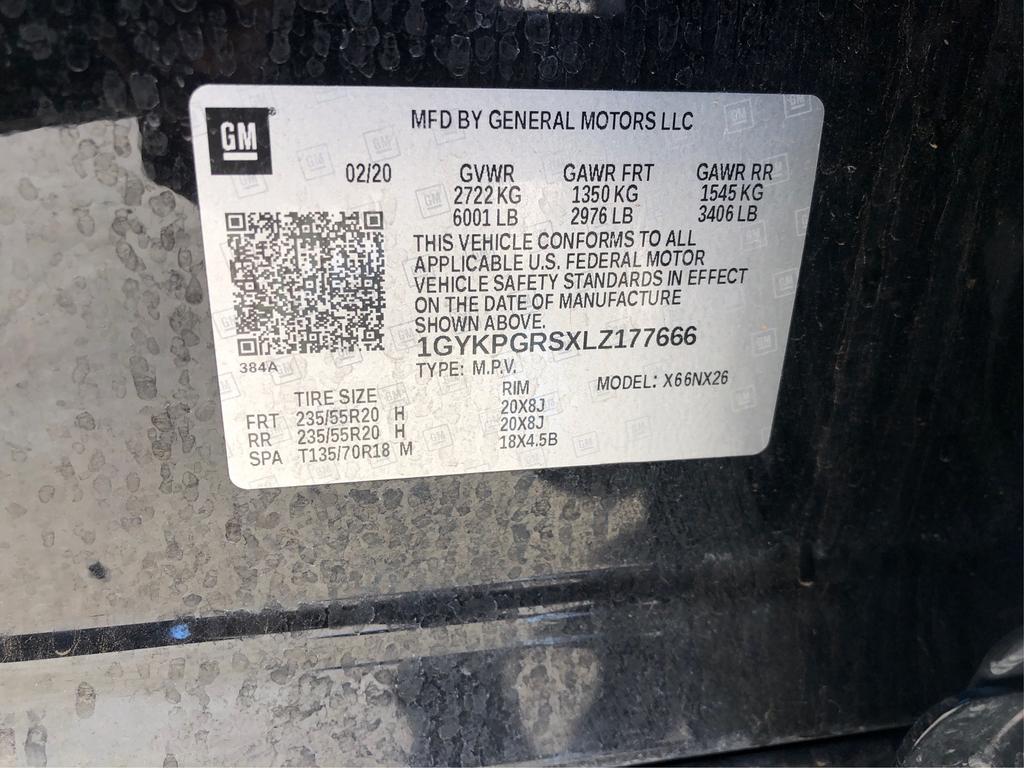 GM
MFD BY GENERAL MOTORS LLC
02/20 GVWR GAWR FRT GAWR RR
2722 KG 1350 KG 1545 KG
6001 LB 2976 LB 3406 LB
THIS VEHICLE CONFORMS TO ALL
APPLICABLE U.S. FEDERAL MOTOR
VEHICLE SAFETY STANDARDS IN EFFECT
ON THE DATE OF MANUFACTURE
SHOWN ABOVE.
1GYKPGRSXLZ177666
384A
TYPE: M.P.V. MODEL: X66NX26
TIRE SIZE RIM
FRT 235/55R20 H 20X8J
RR 235/55R20 H 20X8J
SPA T135/70R18 M 18X4.5B